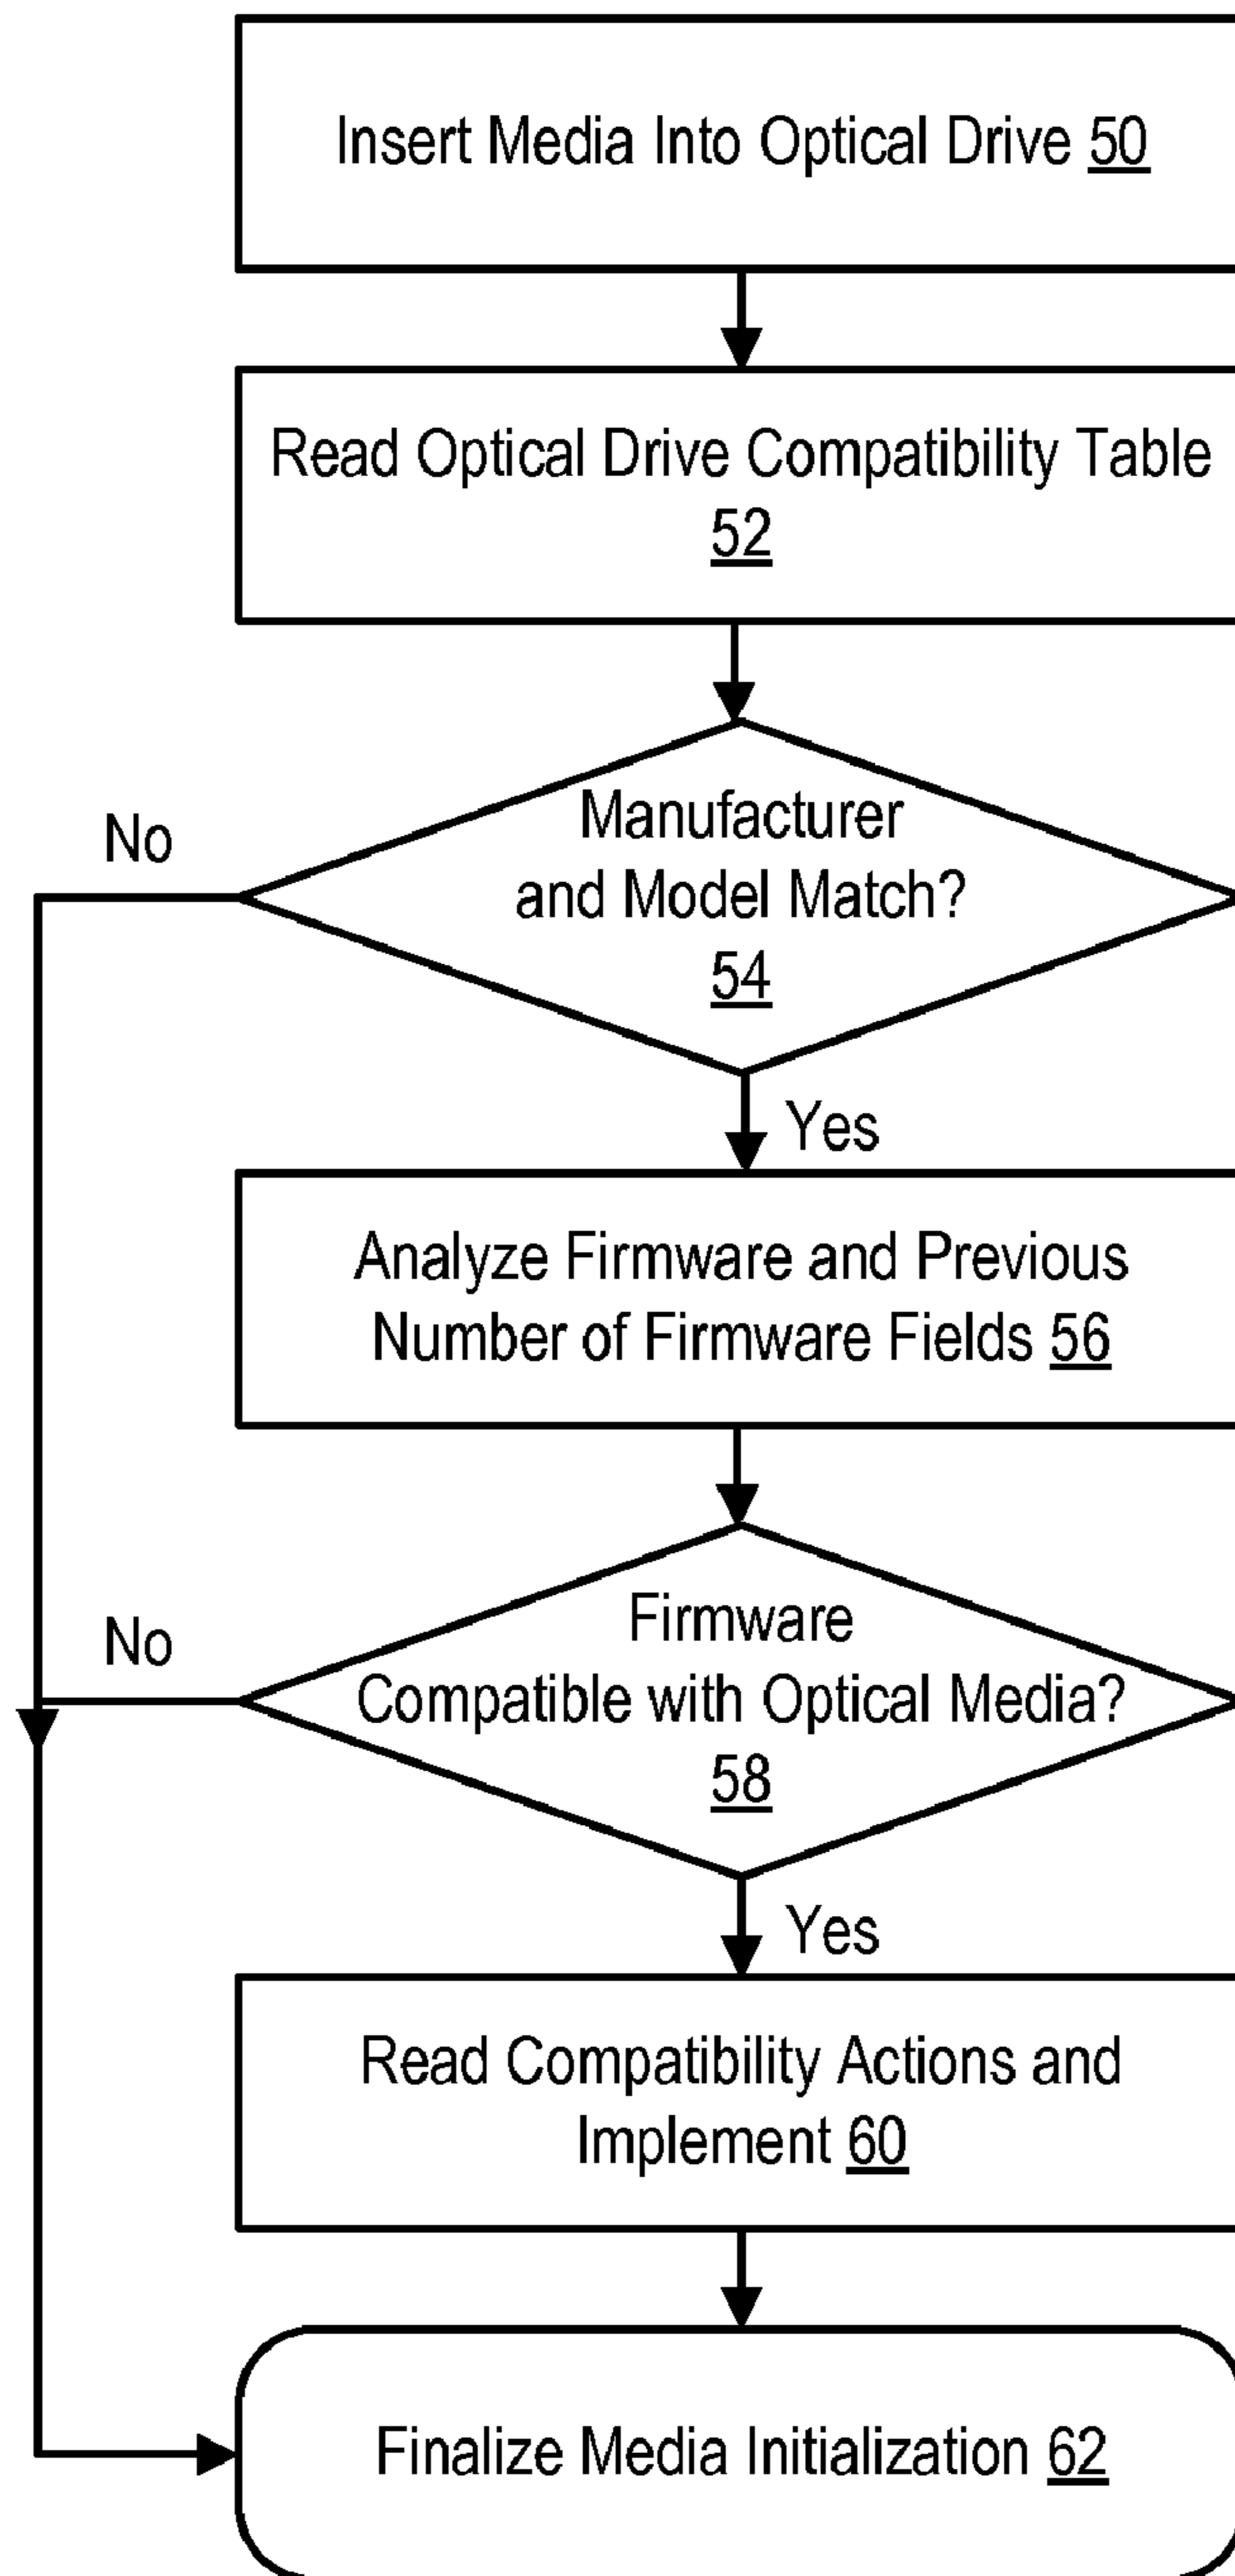 Insert Media Into Optical Drive 50
Read Optical Drive Compatibility Table
52
Manufacturer
and Model Match?
54
No
Yes
Analyze Firmware and Previous
Number of Firmware Fields 56
Firmware
Compatible with Optical Media?
58
No
Yes
Read Compatibility Actions and
Implement 60
Finalize Media Initialization 62